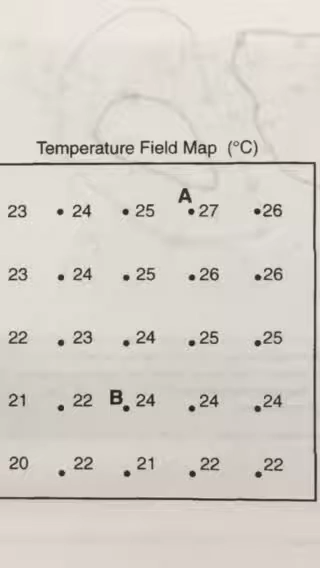 Temperature Field Map (°C)
A
23 24 25 27 26
23 24 25 26 26
22 23 24 25 25
21 22 B 24 24 24
20 22 21 22 22